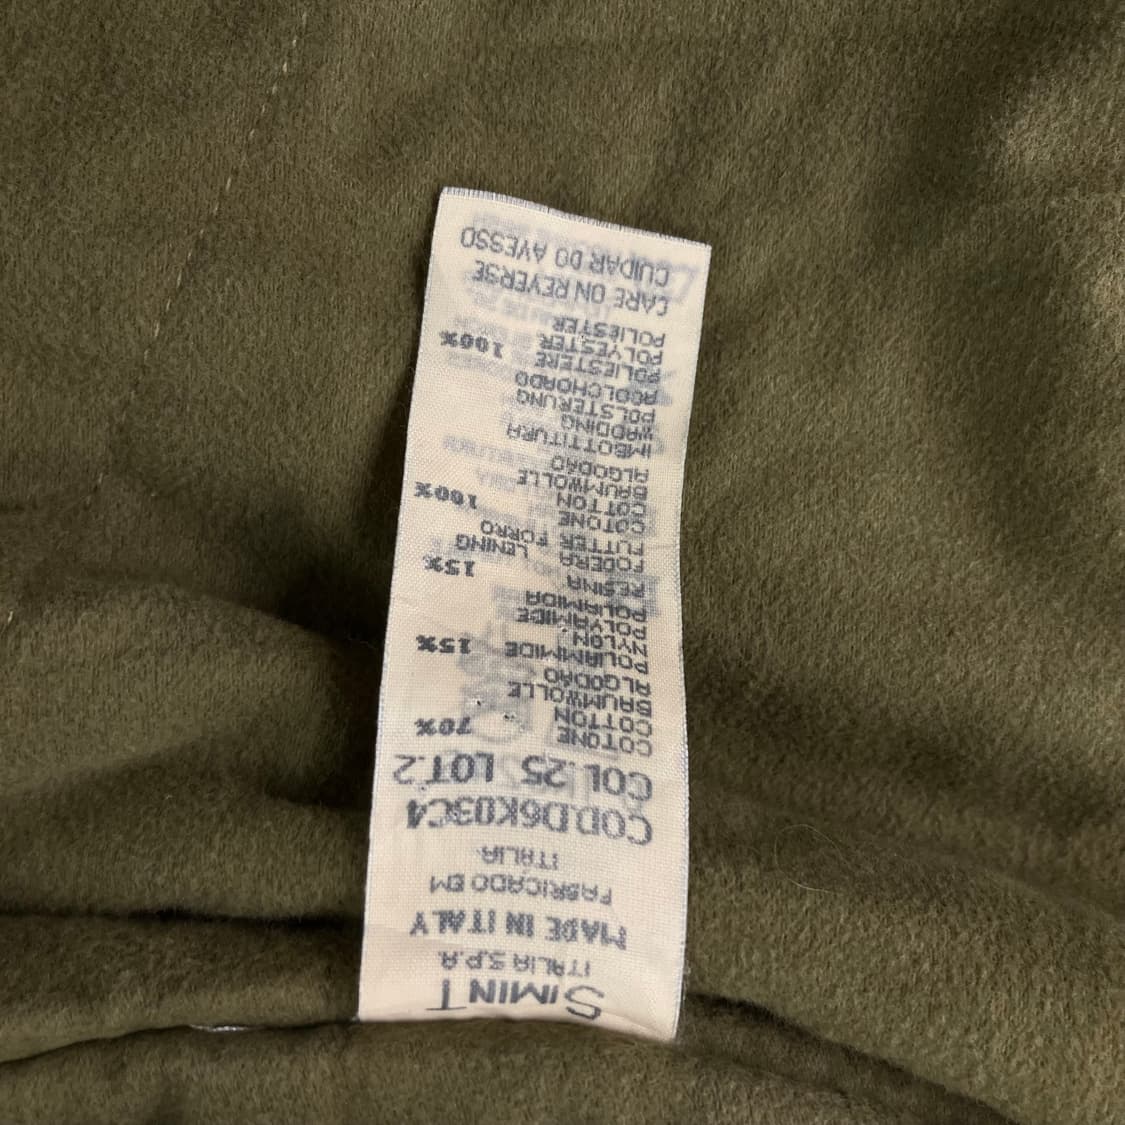 SIMINT
ITALIA S.P.A.
MADE IN ITALY
FABRICADO EM
ITALIA
COD.D6K03C4
COL.25 LOT.2
COTONE 70%
COTTON
BAUMWOLLE
ALGODAO
POLIAMMIDE 15%
NYLON
POLYAMIDE
POLIAMIDA
RESINA 15%
FODERA LENING
FUTTER FORRO
COTONE 100%
COTTON
BAUMWOLLE
ALGODAO
IMBOTTITURA
WADDING
POLSTERUNG
ACOLCHORDO
POLIESTERE 100%
POLYESTER
POLIESTER
CARE ON REVERSE
CUIDAR DO AVESSO